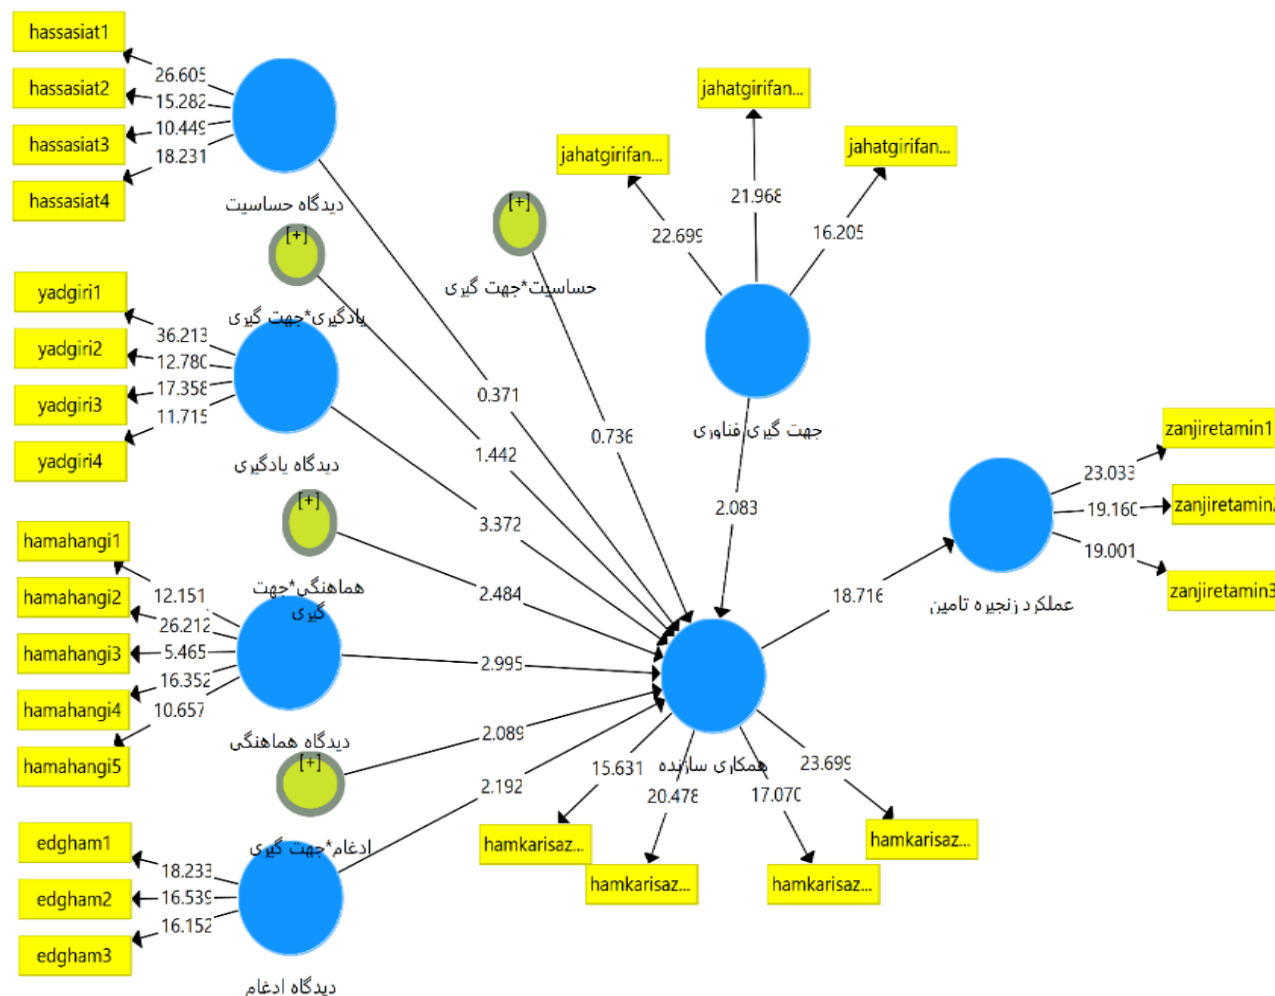 hassasiat1
hassasiat2
hassasiat3
hassasiat4
26.605
15.282
10.449
18.231
دیدگاه حساسیت
[+]
یادگیری*جهت گیری
yadgiri1
yadgiri2
yadgiri3
yadgiri4
36.213
12.780
17.358
11.715
دیدگاه یادگیری
[+]
هماهنگی*جهت
گیری
hamahangi1
hamahangi2
hamahangi3
hamahangi4
hamahangi5
12.151
26.212
5.465
16.352
10.657
دیدگاه هماهنگی
[+]
ادغام*جهت گیری
edgham1
edgham2
edgham3
18.233
16.539
16.152
دیدگاه ادغام
[+]
حساسیت*جهت گیری
0.371
1.442
0.736
3.372
2.484
2.995
2.089
2.192
jahatgirifan...
jahatgirifan...
jahatgirifan...
22.699
21.968
16.205
جهت گیری فناوری
2.083
همکاری سازنده
15.631
20.478
17.070
23.699
hamkarisaz...
hamkarisaz...
hamkarisaz...
hamkarisaz...
18.716
عملکرد زنجیره تامین
23.033
19.160
19.001
zanjiretamin1
zanjiretamin2
zanjiretamin3